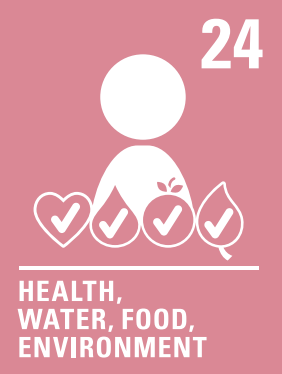 24
HEALTH,
WATER, FOOD,
ENVIRONMENT